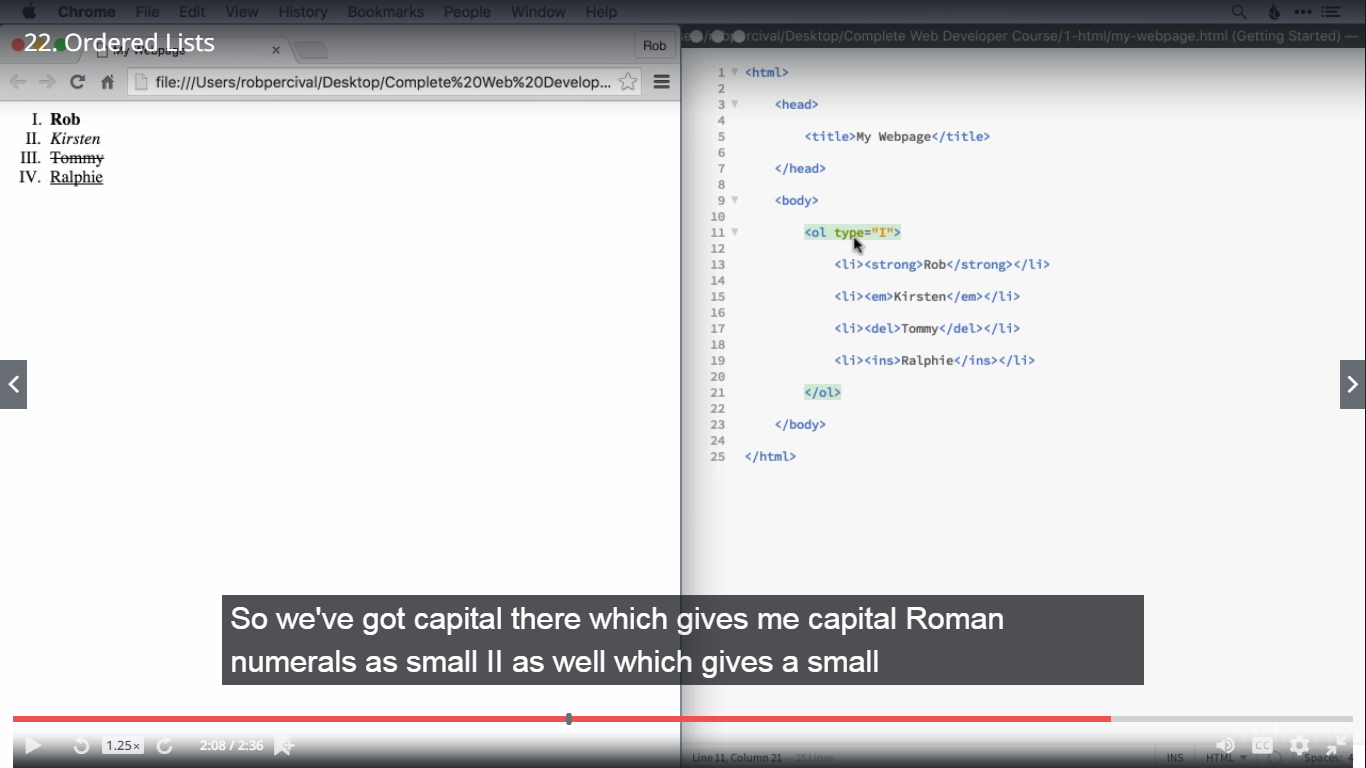 Chrome File Edit View History Bookmarks People Window Help
22. Ordered Lists
My Webpage
Rob
rcival/Desktop/Complete Web Developer Course/1-html/my-webpage.html (Getting Started) —
file:///Users/robpercival/Desktop/Complete%20Web%20Develop...
I. Rob
II. Kirsten
III. Tommy
IV. Ralphie
1 <html>
2
3 <head>
4
5 <title>My Webpage</title>
6
7 </head>
8
9 <body>
10
11 <ol type="I">
12
13 <li><strong>Rob</strong></li>
14
15 <li><em>Kirsten</em></li>
16
17 <li><del>Tommy</del></li>
18
19 <li><ins>Ralphie</ins></li>
20
21 </ol>
22
23 </body>
24
25 </html>
So we've got capital there which gives me capital Roman
numerals as small II as well which gives a small
1.25×
2:08 / 2:36
CC
Line 11, Column 21 — 25 Lines
INS HTML Spaces: 4